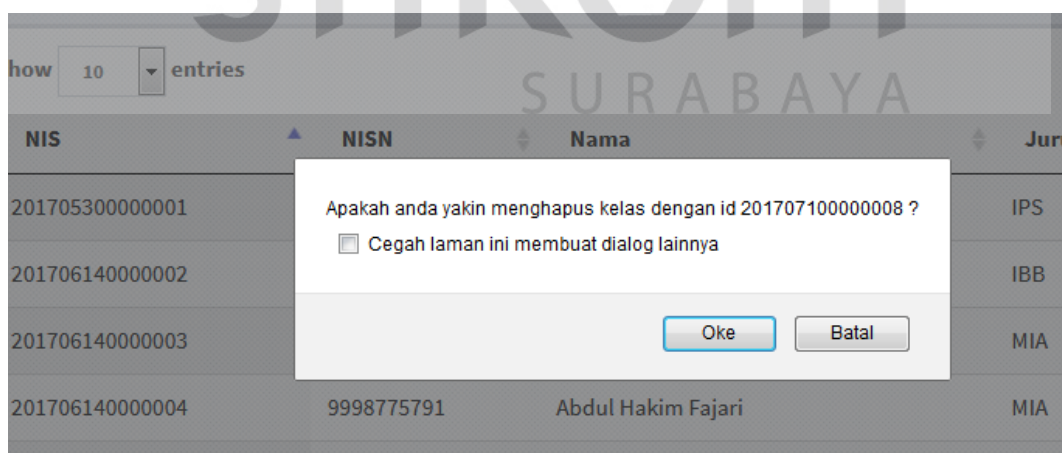 SURABAYA
how 10 entries
NIS NISN Nama Jur
201705300000001 IPS
Apakah anda yakin menghapus kelas dengan id 201707100000008 ?
Cegah laman ini membuat dialog lainnya
201706140000002 IBB
Oke Batal
201706140000003 MIA
201706140000004 9998775791 Abdul Hakim Fajari MIA